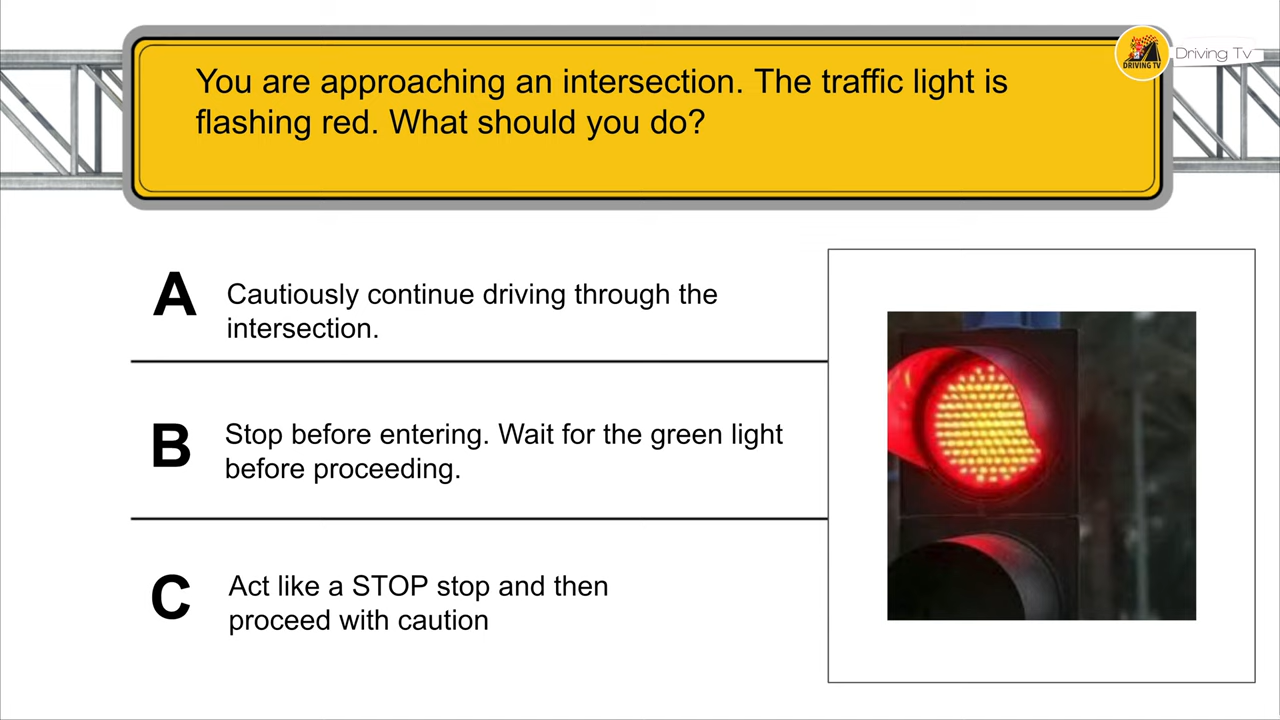 DRIVING TV
Driving Tv
You are approaching an intersection. The traffic light is
flashing red. What should you do?
A
Cautiously continue driving through the
intersection.
B
Stop before entering. Wait for the green light
before proceeding.
C
Act like a STOP stop and then
proceed with caution